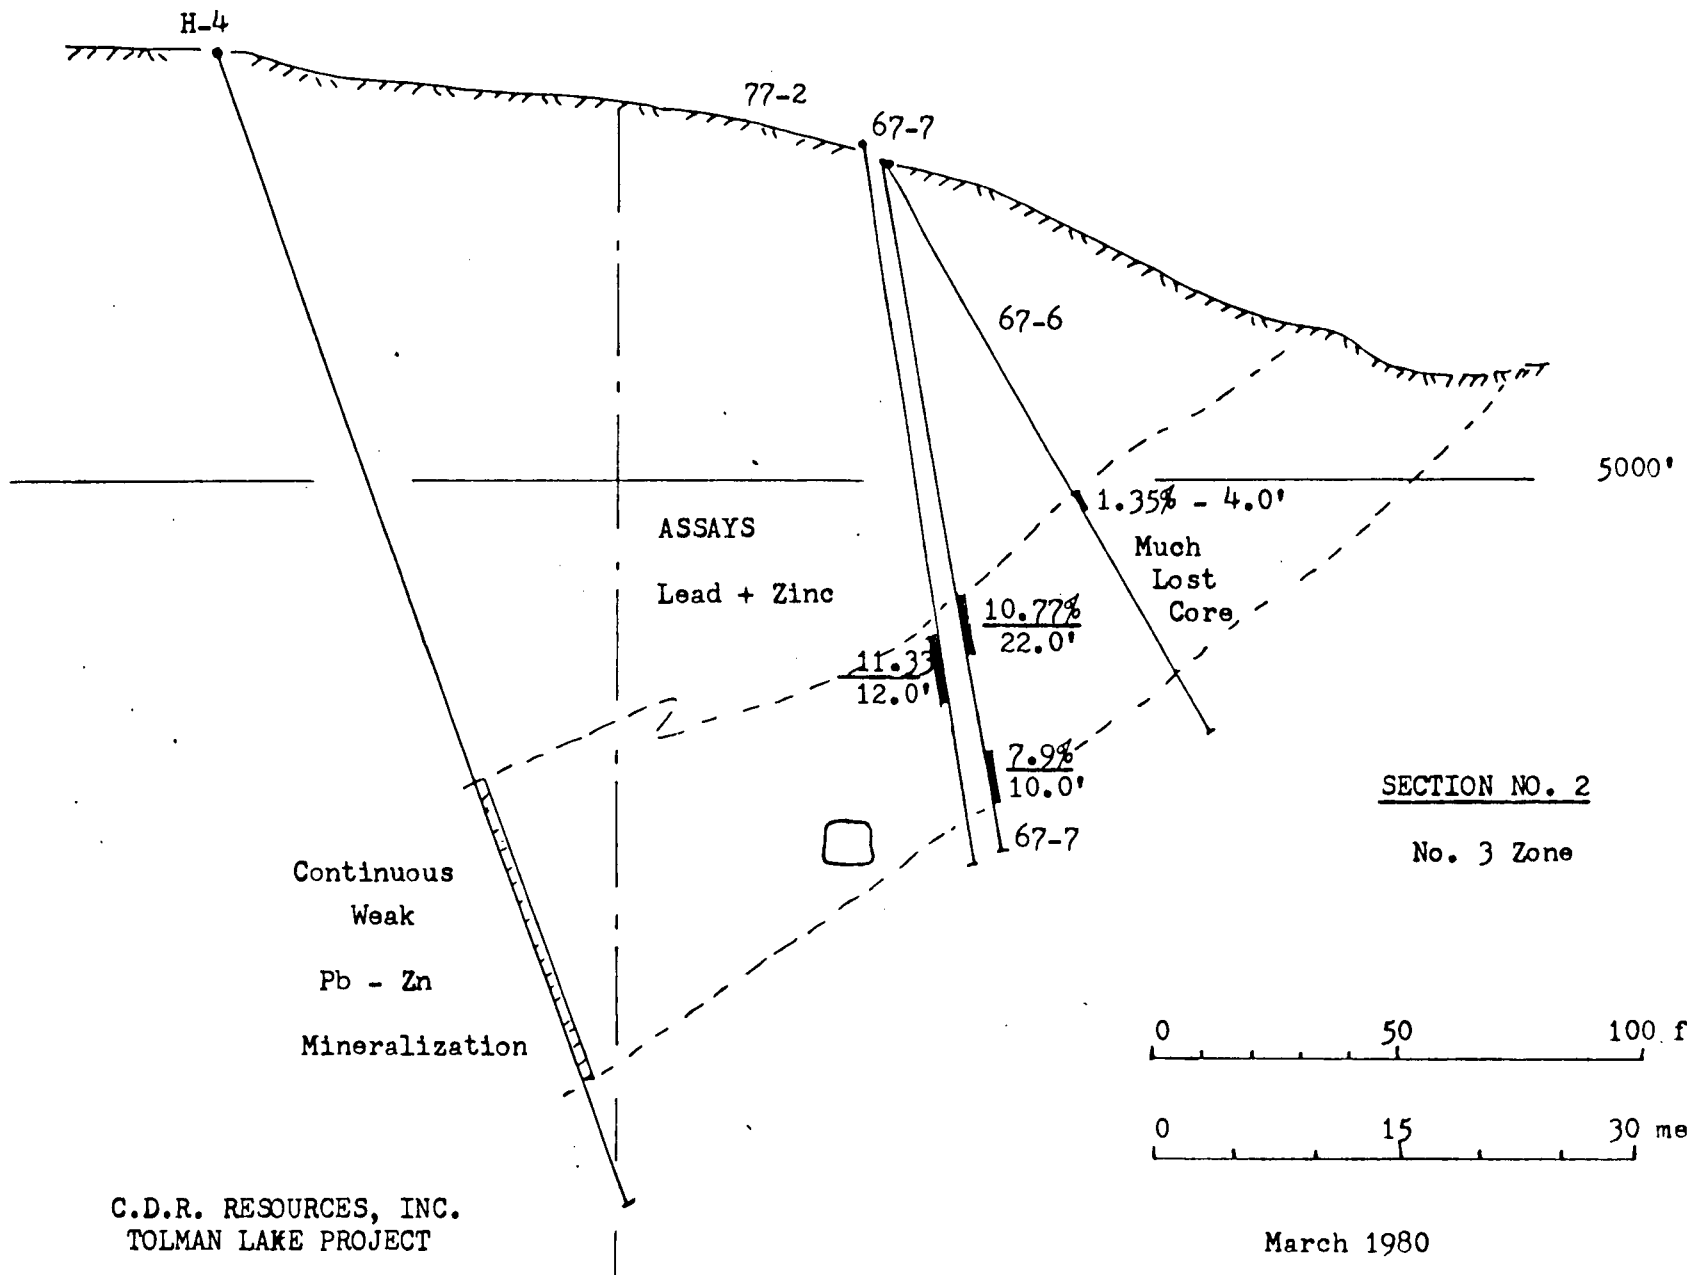 H-4
77-2
67-7
67-6
5000'
1.35% - 4.0'
Much
Lost
Core
ASSAYS
Lead + Zinc
10.77%
22.0'
11.33
12.0'
7.9%
10.0'
67-7
SECTION NO. 2
No. 3 Zone
Continuous
Weak
Pb - Zn
Mineralization
0 50 100 f
0 15 30 me
C.D.R. RESOURCES, INC.
TOLMAN LAKE PROJECT
March 1980